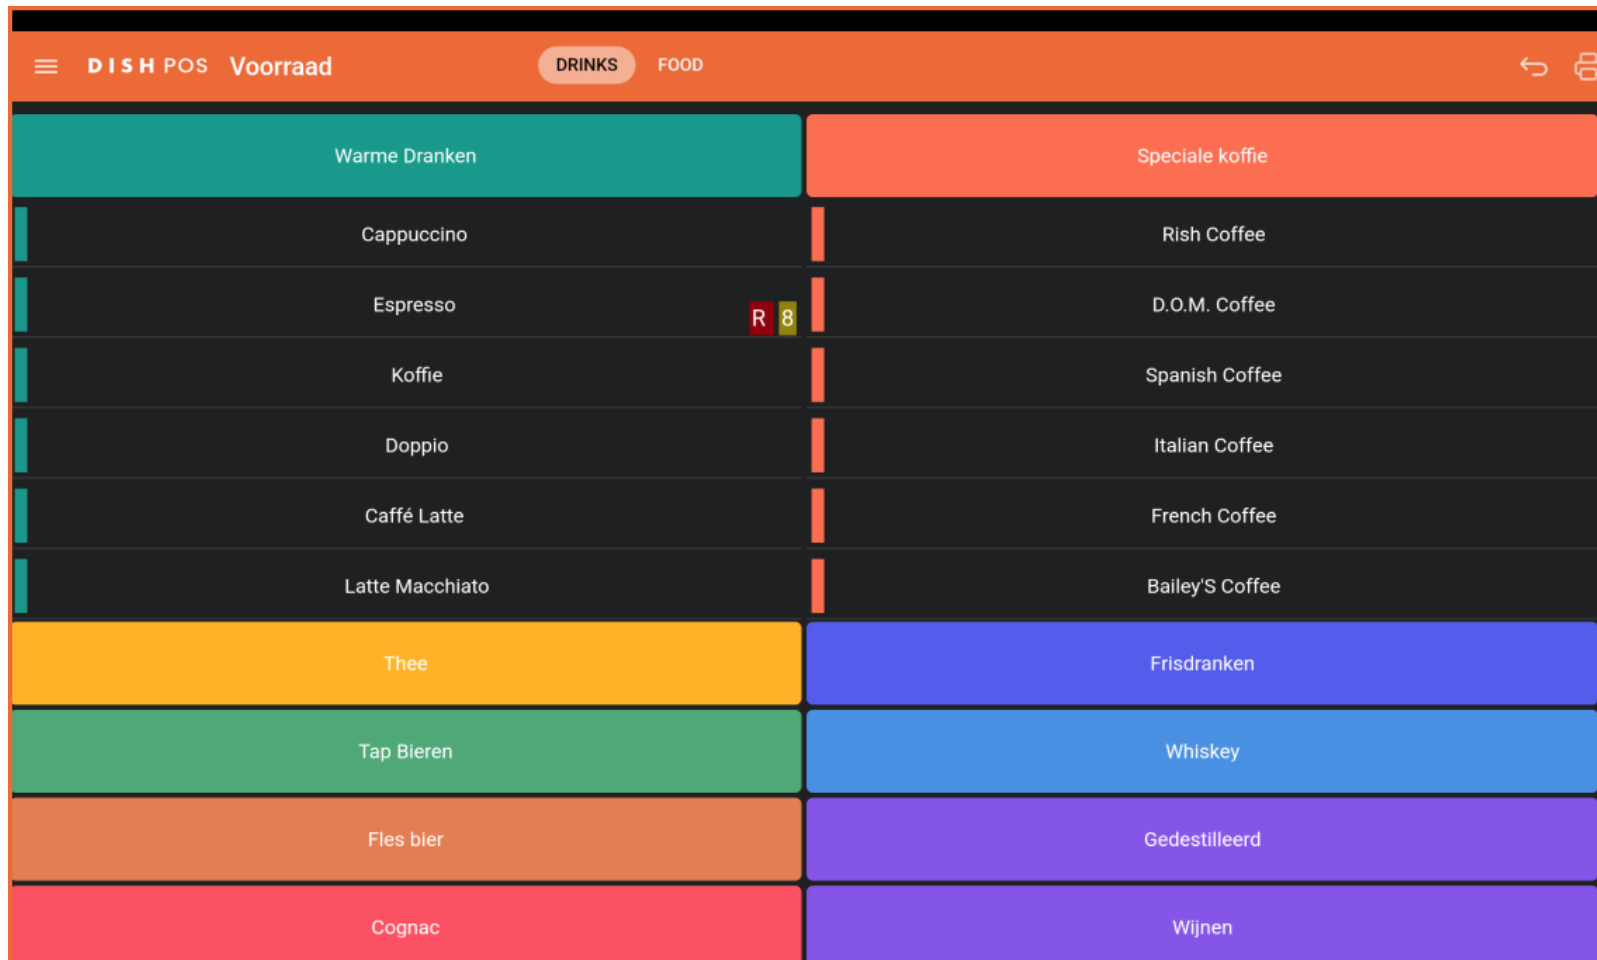 DISH POS Voorraad DRINKS FOOD
Warme Dranken
Cappuccino
Espresso
R 8
Koffie
Doppio
Caffé Latte
Latte Macchiato
Speciale koffie
Rish Coffee
D.O.M. Coffee
Spanish Coffee
Italian Coffee
French Coffee
Bailey'S Coffee
Thee
Frisdranken
Tap Bieren
Whiskey
Fles bier
Gedestilleerd
Cognac
Wijnen